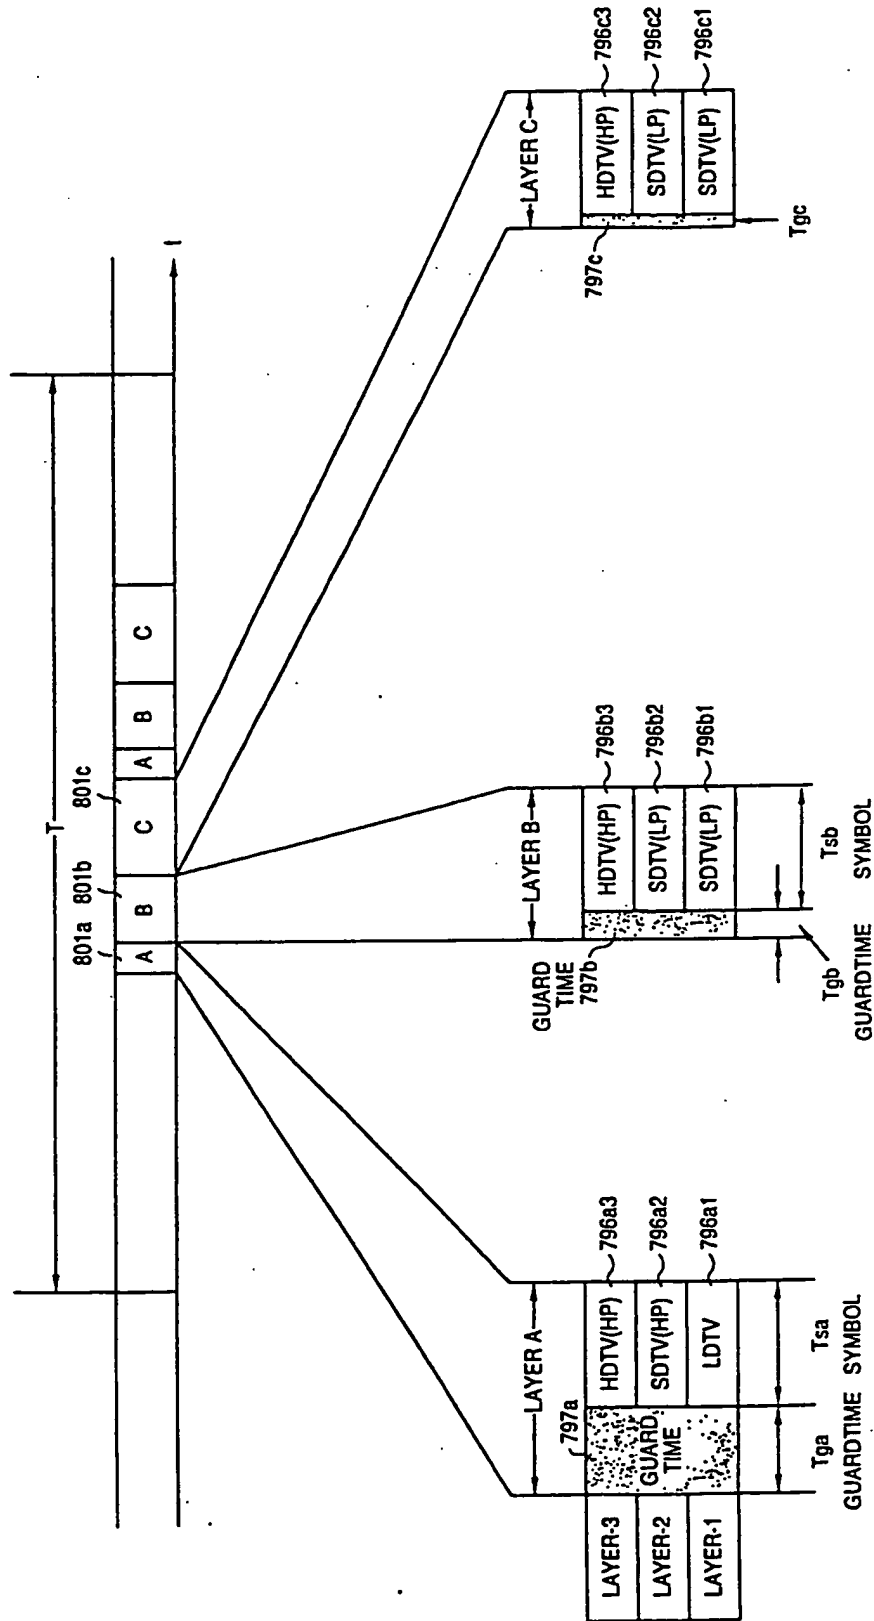 T
t
801a
801b
801c
A
B
C
A
B
C
LAYER A
797a
LAYER-3
LAYER-2
LAYER-1
GUARD
TIME
HDTV(HP)
SDTV(HP)
LDTV
796a3
796a2
796a1
Tga
GUARDTIME
Tsa
SYMBOL
LAYER B
GUARD
TIME
797b
HDTV(HP)
SDTV(LP)
SDTV(LP)
796b3
796b2
796b1
Tgb
GUARDTIME
Tsb
SYMBOL
LAYER C
797c
HDTV(HP)
SDTV(LP)
SDTV(LP)
796c3
796c2
796c1
Tgc